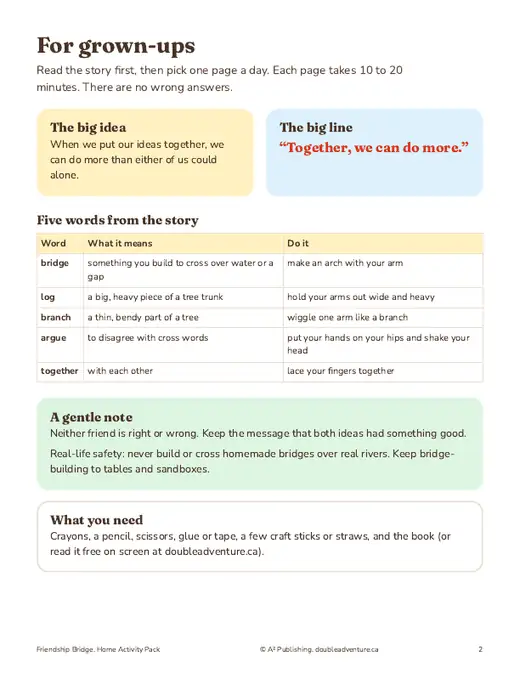 For grown-ups
Read the story first, then pick one page a day. Each page takes 10 to 20
minutes. There are no wrong answers.
The big idea
When we put our ideas together, we
can do more than either of us could
alone.
The big line
“Together, we can do more.”
Five words from the story
Word What it means Do it
bridge something you build to cross over water or a make an arch with your arm
gap
log a big, heavy piece of a tree trunk hold your arms out wide and heavy
branch a thin, bendy part of a tree wiggle one arm like a branch
argue to disagree with cross words put your hands on your hips and shake your
head
together with each other lace your fingers together
A gentle note
Neither friend is right or wrong. Keep the message that both ideas had something good.
Real-life safety: never build or cross homemade bridges over real rivers. Keep bridge-
building to tables and sandboxes.
What you need
Crayons, a pencil, scissors, glue or tape, a few craft sticks or straws, and the book (or
read it free on screen at doubleadventure.ca).
Friendship Bridge. Home Activity Pack © A² Publishing. doubleadventure.ca 2